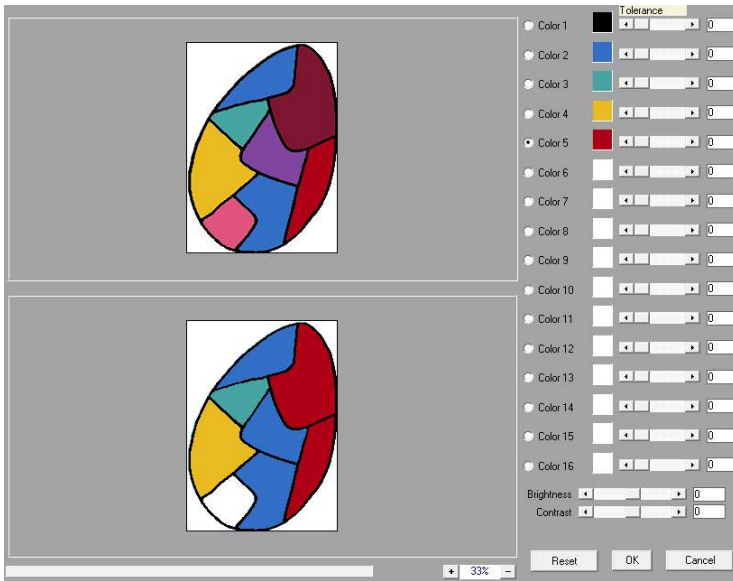 Tolerance
Color 1 0
Color 2 0
Color 3 0
Color 4 0
Color 5 0
Color 6 0
Color 7 0
Color 8 0
Color 9 0
Color 10 0
Color 11 0
Color 12 0
Color 13 0
Color 14 0
Color 15 0
Color 16 0
Brightness 0
Contrast 0
Reset OK Cancel
+ 33% -